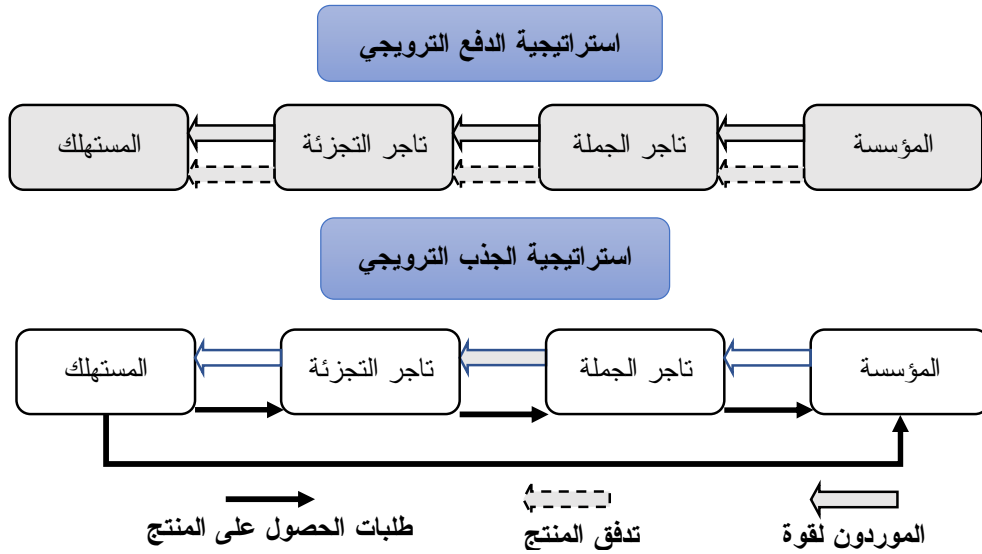 استراتيجية الدفع الترويجي
المؤسسة
تاجر الجملة
تاجر التجزئة
المستهلك
استراتيجية الجذب الترويجي
المؤسسة
تاجر الجملة
تاجر التجزئة
المستهلك
الموردون لقوة
تدفق المنتج
طلبات الحصول على المنتج